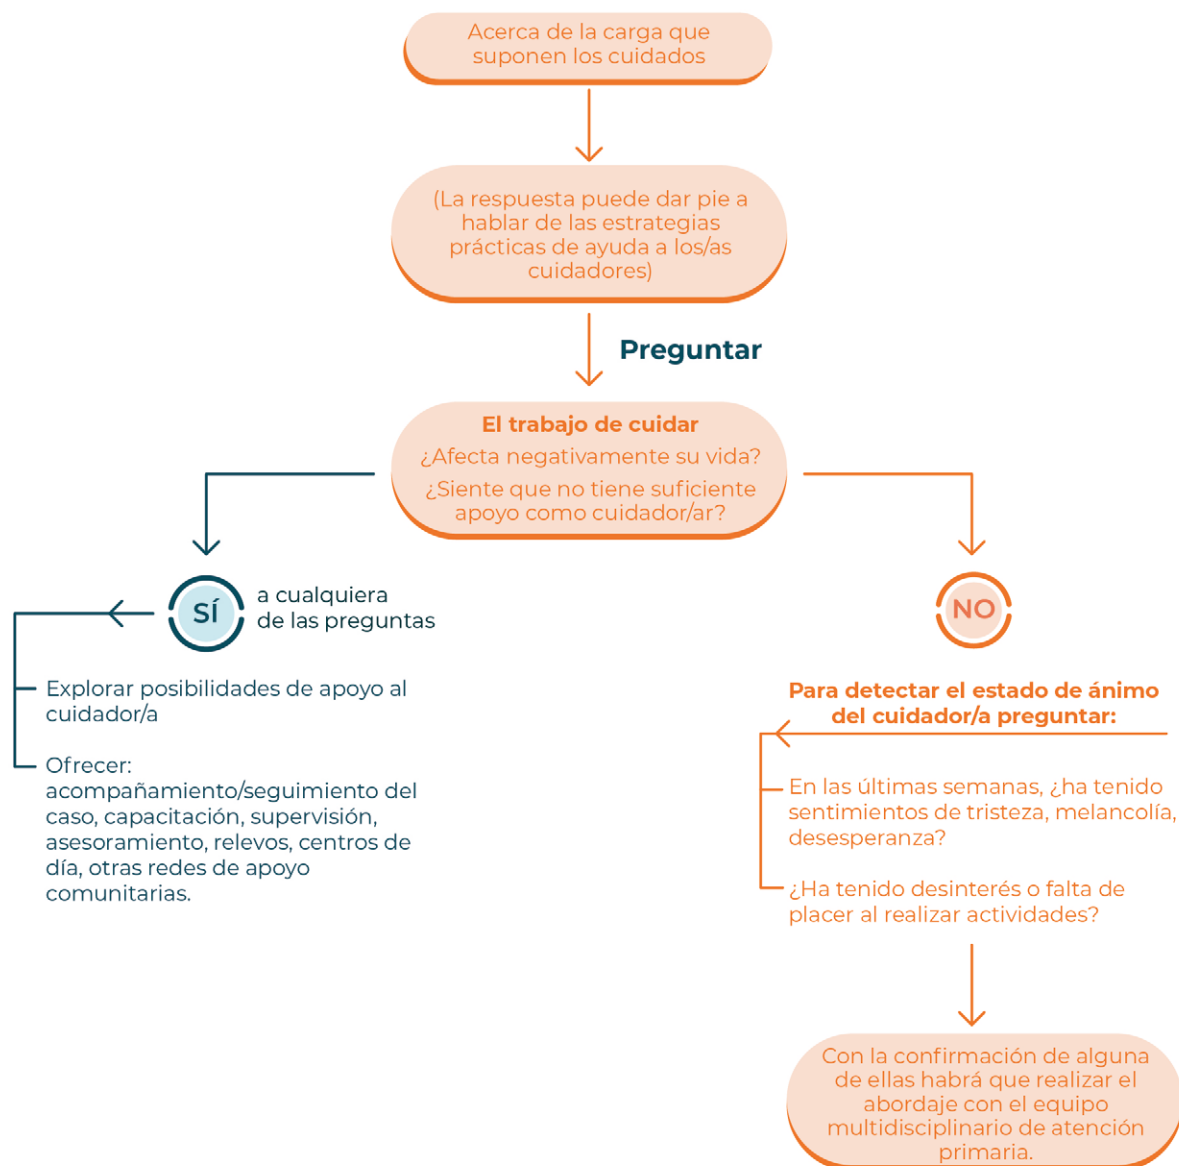 Acerca de la carga que
suponen los cuidados
(La respuesta puede dar pie a
hablar de las estrategias
prácticas de ayuda a los/as
cuidadores)
Preguntar
El trabajo de cuidar
¿Afecta negativamente su vida?
¿Siente que no tiene suficiente
apoyo como cuidador/ar?
SÍ
a cualquiera
de las preguntas
Explorar posibilidades de apoyo al
cuidador/a
Ofrecer:
acompañamiento/seguimiento del
caso, capacitación, supervisión,
asesoramiento, relevos, centros de
día, otras redes de apoyo
comunitarias.
NO
Para detectar el estado de ánimo
del cuidador/a preguntar:
En las últimas semanas, ¿ha tenido
sentimientos de tristeza, melancolía,
desesperanza?
¿Ha tenido desinterés o falta de
placer al realizar actividades?
Con la confirmación de alguna
de ellas habrá que realizar el
abordaje con el equipo
multidisciplinario de atención
primaria.